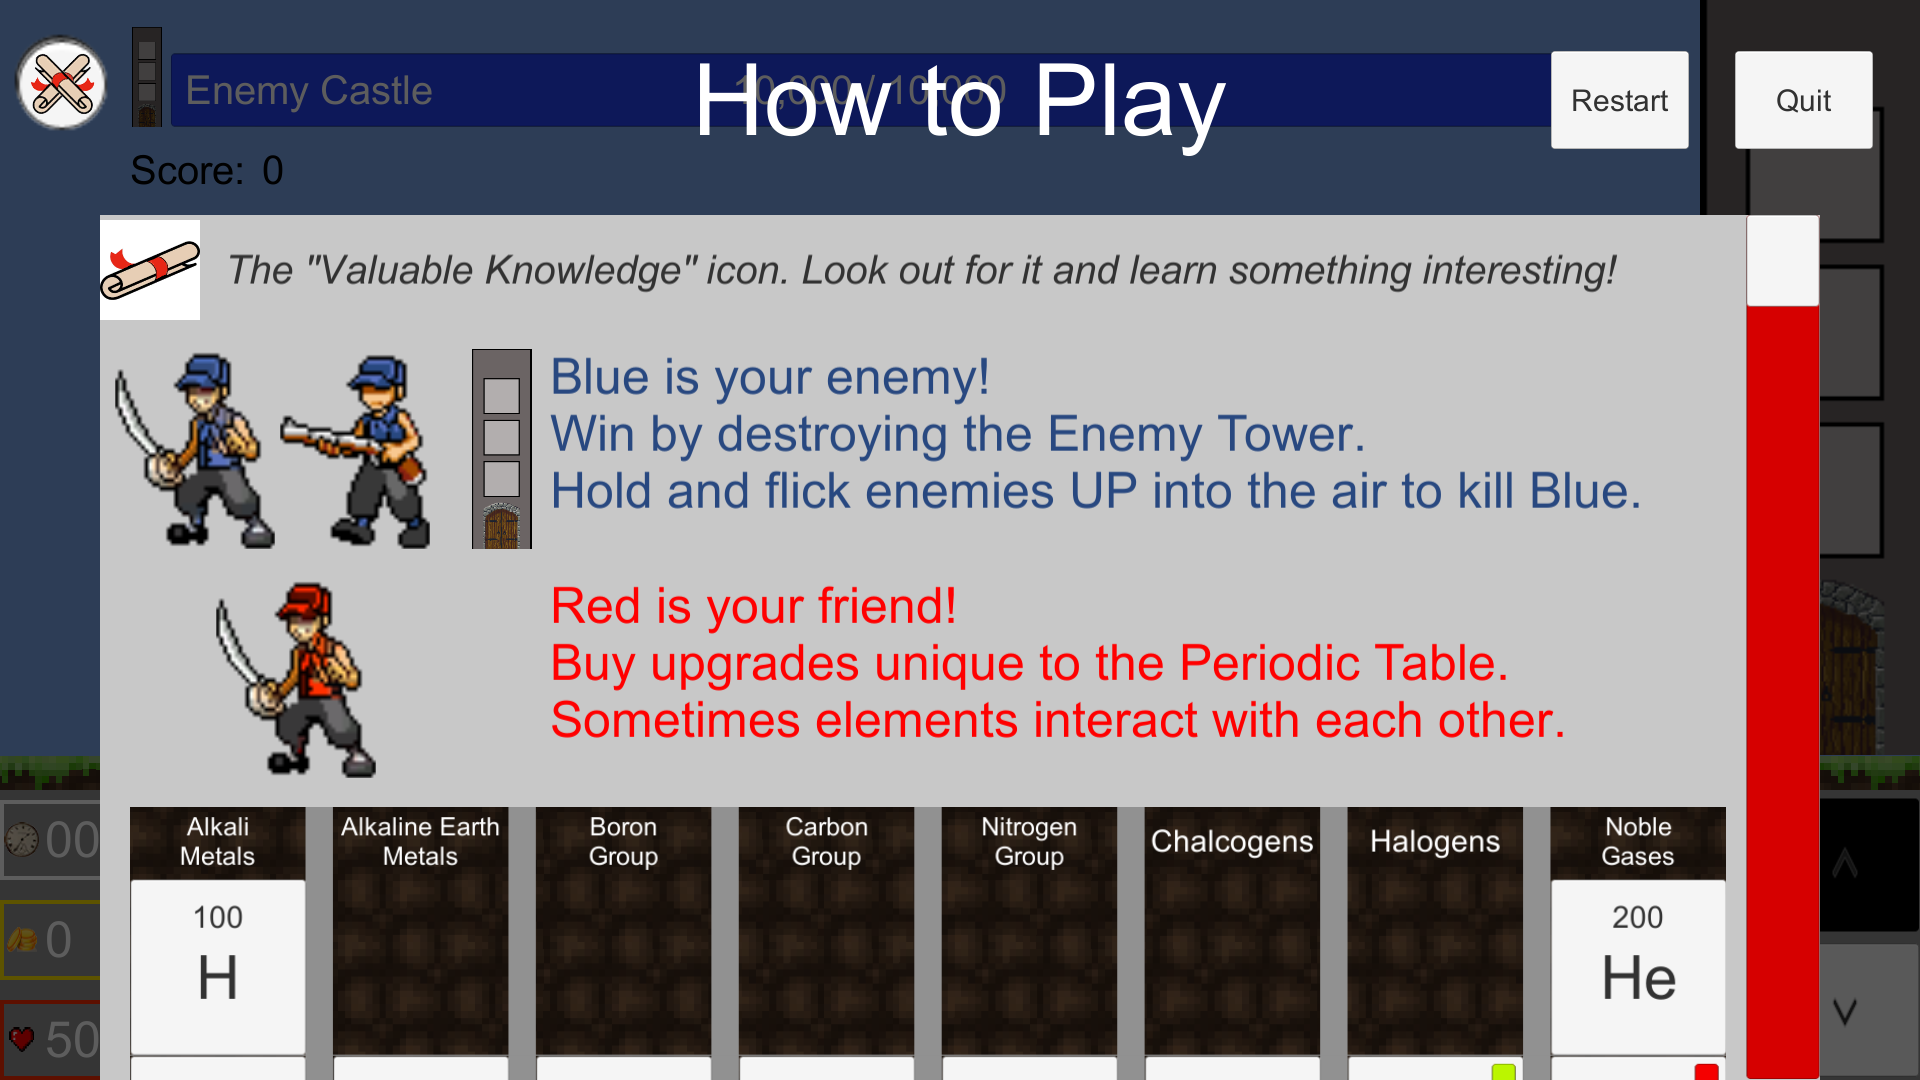 How to Play
Enemy Castle 10,000 / 10,000
Restart
Quit
Score: 0
The "Valuable Knowledge" icon. Look out for it and learn something interesting!
Blue is your enemy!
Win by destroying the Enemy Tower.
Hold and flick enemies UP into the air to kill Blue.
Red is your friend!
Buy upgrades unique to the Periodic Table.
Sometimes elements interact with each other.
Alkali
Metals
Alkaline Earth
Metals
Boron
Group
Carbon
Group
Nitrogen
Group
Chalcogens
Halogens
Noble
Gases
100
H
200
He
00
0
50